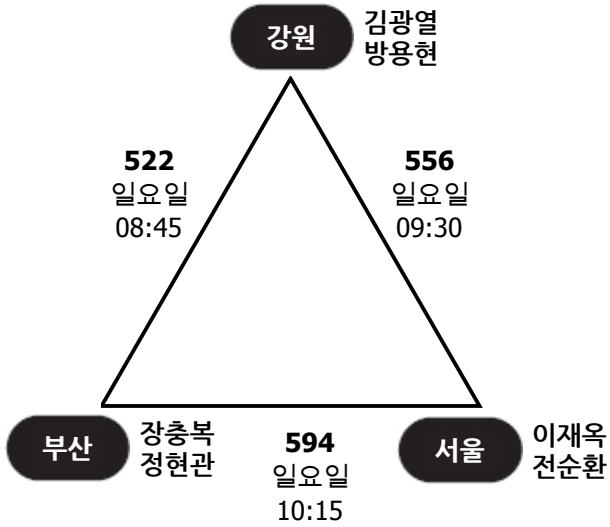 강원
김광열
방용현
522
일요일
08:45
556
일요일
09:30
부산
장충복
정현관
594
일요일
10:15
서울
이재옥
전순환